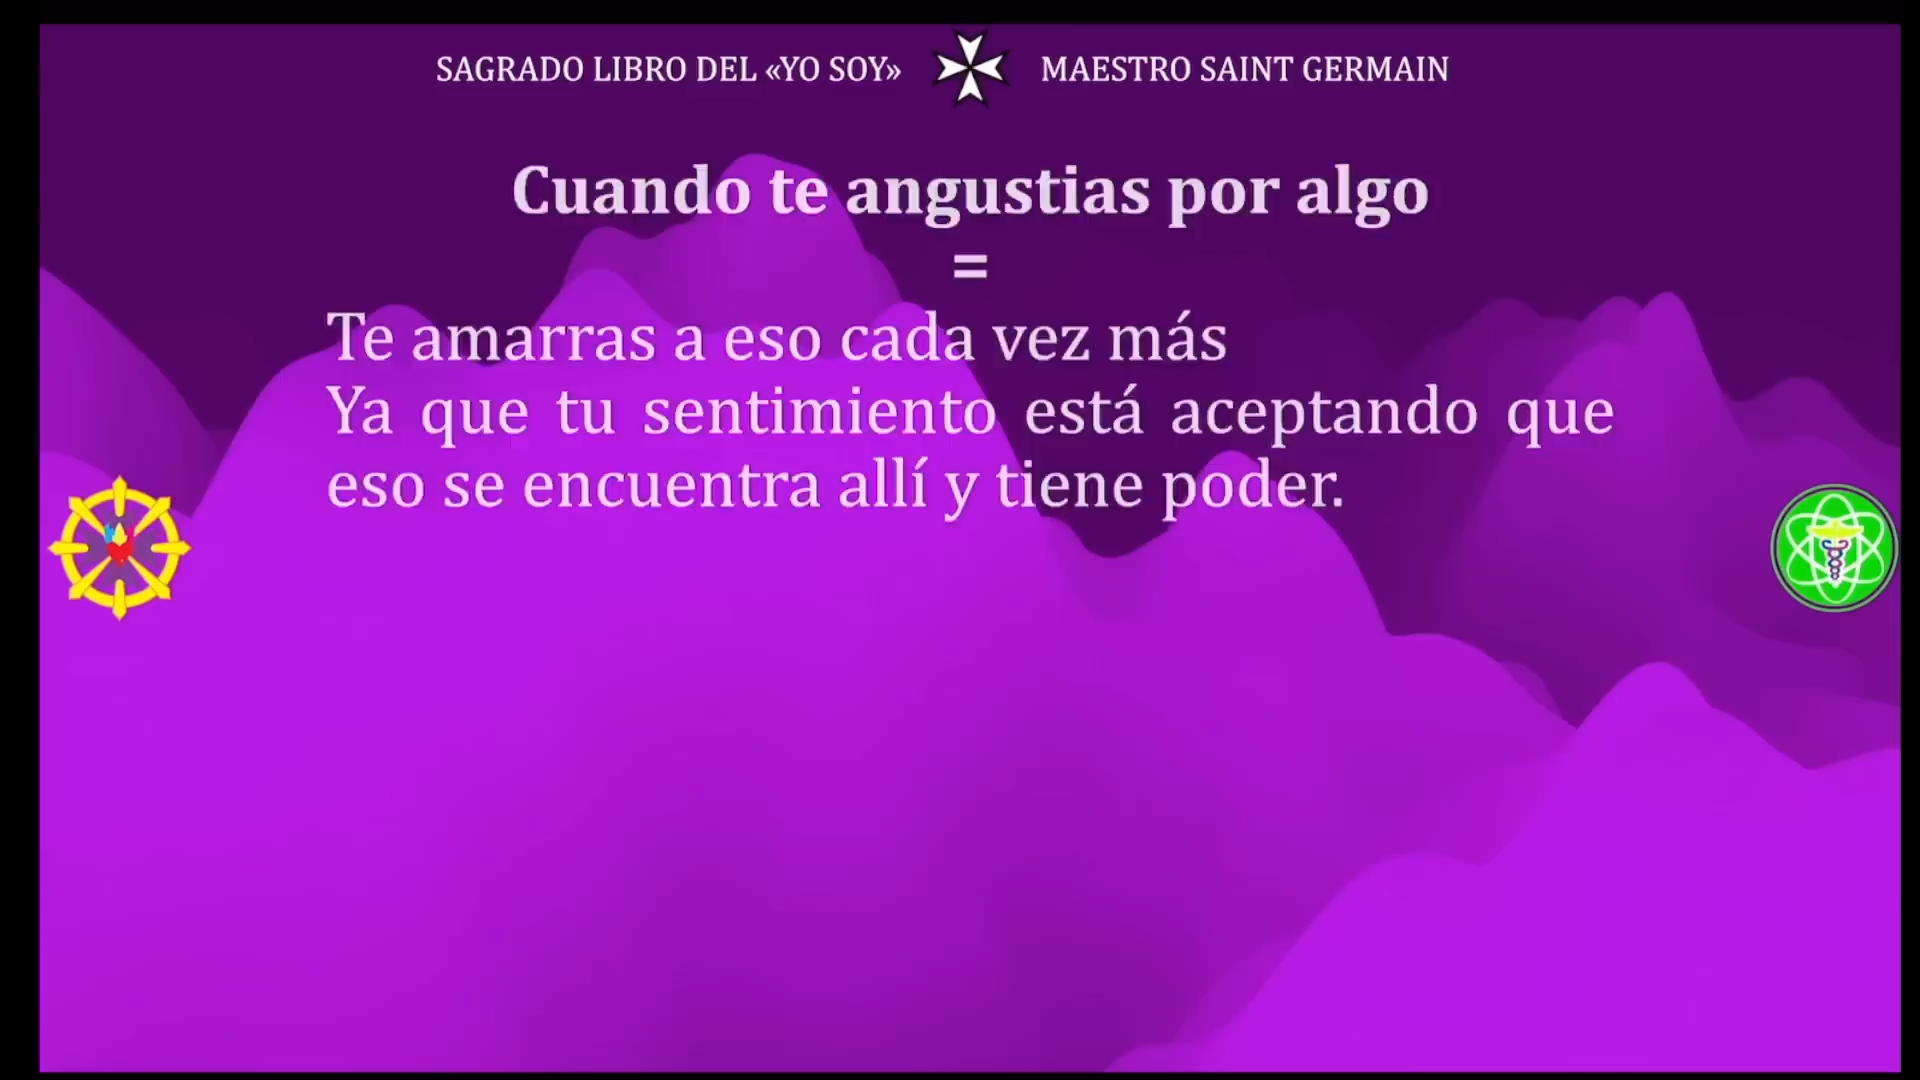 SAGRADO LIBRO DEL «YO SOY» MAESTRO SAINT GERMAIN
Cuando te angustias por algo
=
Te amarras a eso cada vez más
Ya que tu sentimiento está aceptando que
eso se encuentra allí y tiene poder.